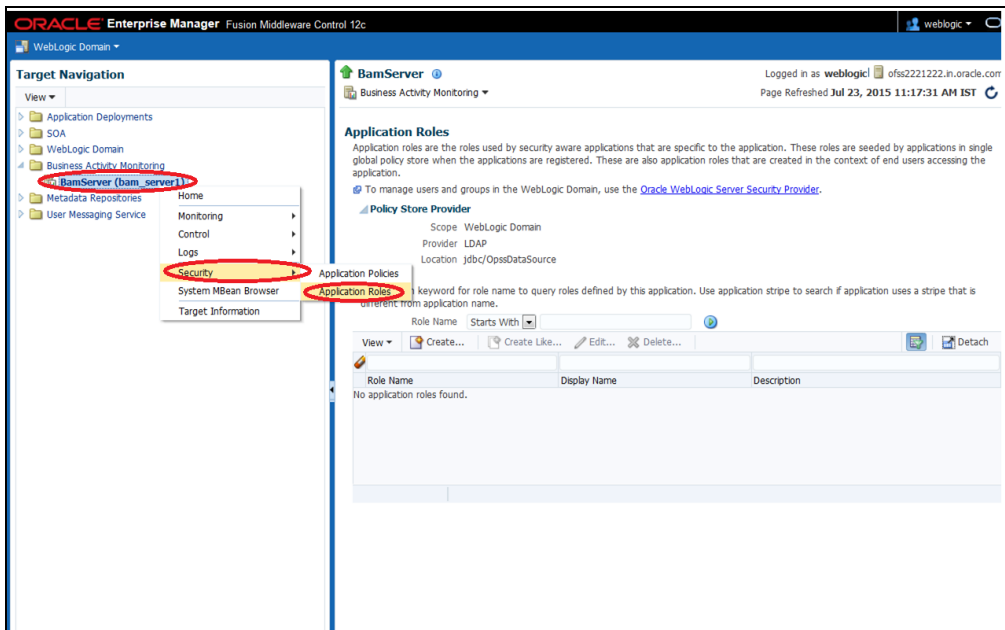 ORACLE Enterprise Manager Fusion Middleware Control 12c
weblogic
WebLogic Domain
Target Navigation
View
Application Deployments
SOA
WebLogic Domain
Business Activity Monitoring
BamServer (bam_server1)
Metadata Repositories
User Messaging Service
Home
Monitoring
Control
Logs
Security
System MBean Browser
Target Information
Application Policies
Application Roles
BamServer
Logged in as weblogic
ofss2221222.in.oracle.com
Business Activity Monitoring
Page Refreshed Jul 23, 2015 11:17:31 AM IST
Application Roles
Application roles are the roles used by security aware applications that are specific to the application. These roles are seeded by applications in single
global policy store when the applications are registered. These are also application roles that are created in the context of end users accessing the
application.
To manage users and groups in the WebLogic Domain, use the Oracle WebLogic Server Security Provider.
Policy Store Provider
Scope WebLogic Domain
Provider LDAP
Location jdbc/OpssDataSource
keyword for role name to query roles defined by this application. Use application stripe to search if application uses a stripe that is
different from application name.
Role Name Starts With
View Create... Create Like... Edit... Delete... Detach
Role Name Display Name Description
No application roles found.